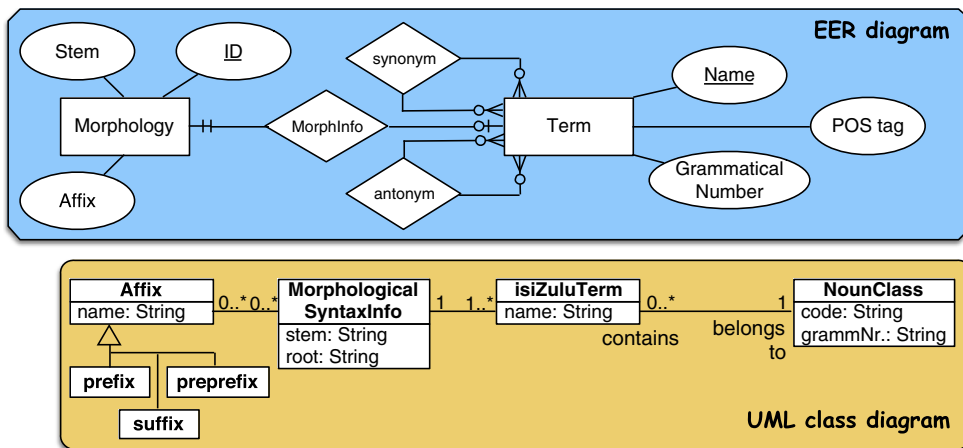 EER diagram
Stem
ID
synonym
Name
Morphology
MorphInfo
Term
POS tag
Affix
antonym
Grammatical
Number
Affix
name: String
0..*
0..*
Morphological
SyntaxInfo
stem: String
root: String
1
1..*
isiZuluTerm
name: String
0..*
contains
1
belongs
to
NounClass
code: String
grammNr.: String
prefix
preprefix
suffix
UML class diagram